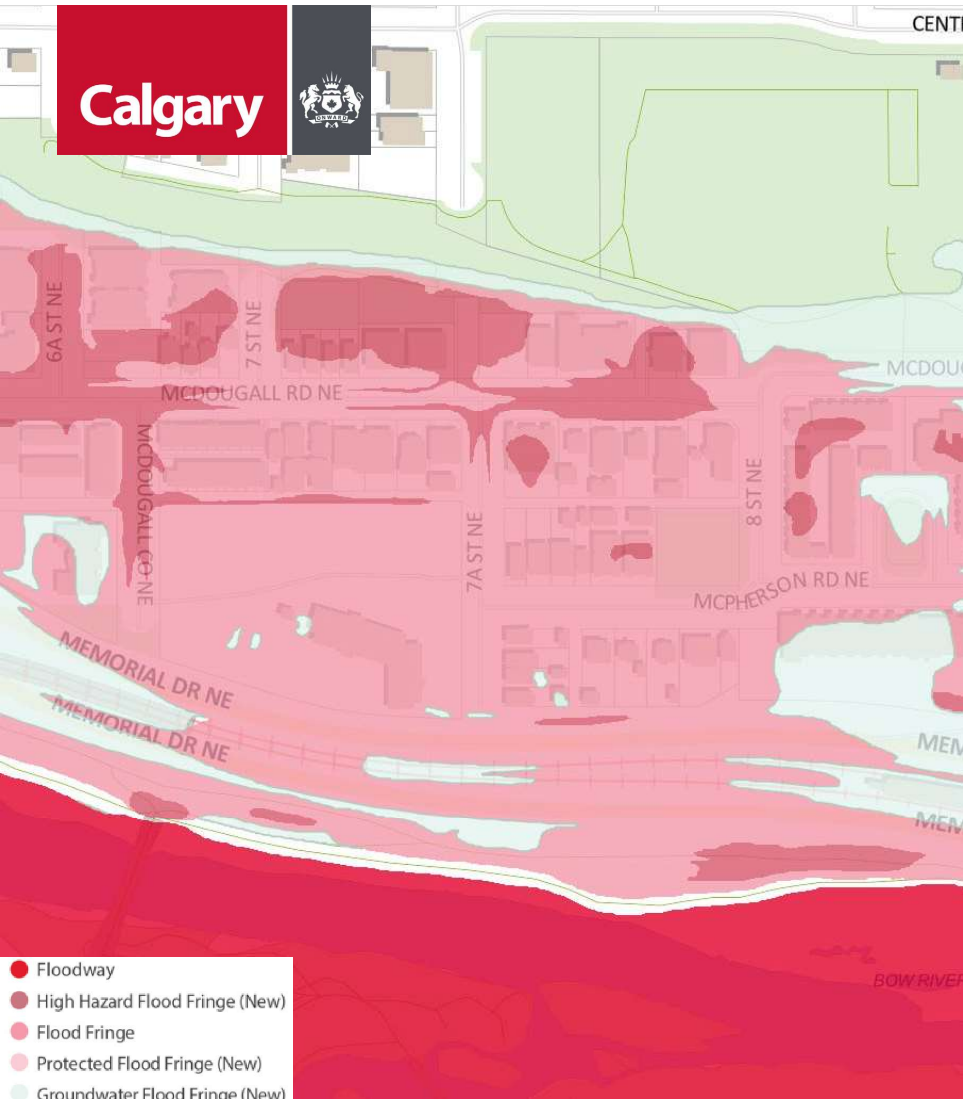 CENT
Calgary
ONWARD
6A ST NE
7 ST NE
MCDOUGALL RD NE
MCDOUG
MCDOUGALL CO NE
7A ST NE
8 ST NE
MCPHERSON RD NE
MEMORIAL DR NE
MEMORIAL DR NE
MEM
MEM
BOW RIVER
Floodway
High Hazard Flood Fringe (New)
Flood Fringe
Protected Flood Fringe (New)
Groundwater Flood Fringe (New)